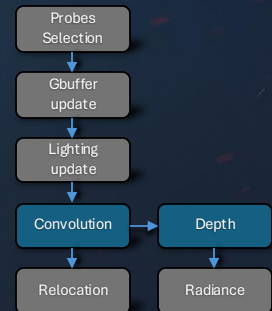 Probes
Selection
Gbuffer
update
Lighting
update
Convolution
Depth
Relocation
Radiance